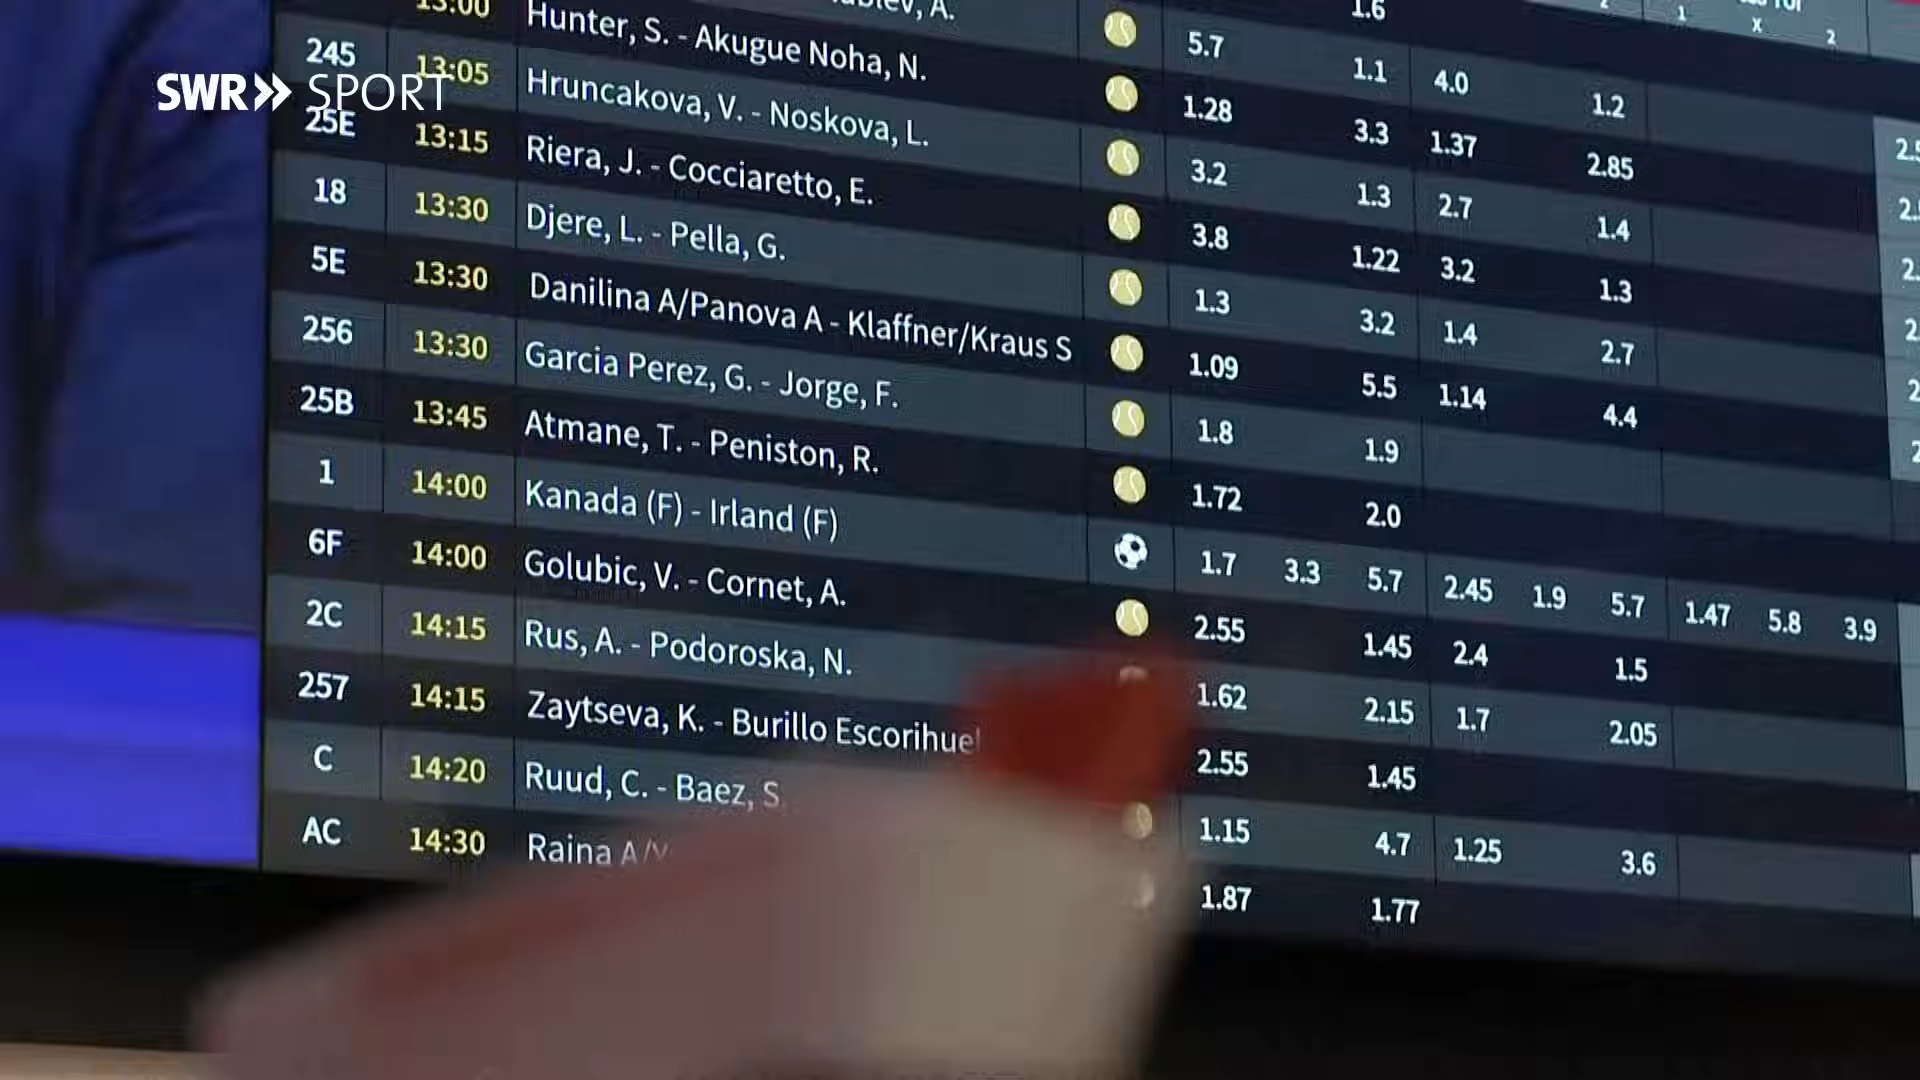 1 X 2
A. 5.7 1.1 4.0 1.2
13:00 Hunter, S. - Akugue Noha, N. 1.28 3.3 1.37 2.85
245 13:05 Hruncakova, V. - Noskova, L. 3.2 1.3 2.7 1.4
SWR SPORT
25E 13:15 Riera, J. - Cocciaretto, E. 3.8 1.22 3.2 1.3
18 13:30 Djere, L. - Pella, G. 1.3 3.2 1.4 2.7
5E 13:30 Danilina A/Panova A - Klaffner/Kraus S 1.09 5.5 1.14 4.4
256 13:30 Garcia Perez, G. - Jorge, F. 1.8 1.9
25B 13:45 Atmane, T. - Peniston, R. 1.72 2.0
1 14:00 Kanada (F) - Irland (F) 1.7 3.3 5.7 2.45 1.9 5.7 1.47 5.8 3.9
6F 14:00 Golubic, V. - Cornet, A. 2.55 1.45 2.4 1.5
2C 14:15 Rus, A. - Podoroska, N. 1.62 2.15 1.7 2.05
257 14:15 Zaytseva, K. - Burillo Escorihuel 2.55 1.45
C 14:20 Ruud, C. - Baez, S. 1.15 4.7 1.25 3.6
AC 14:30 Raina 1.87 1.77